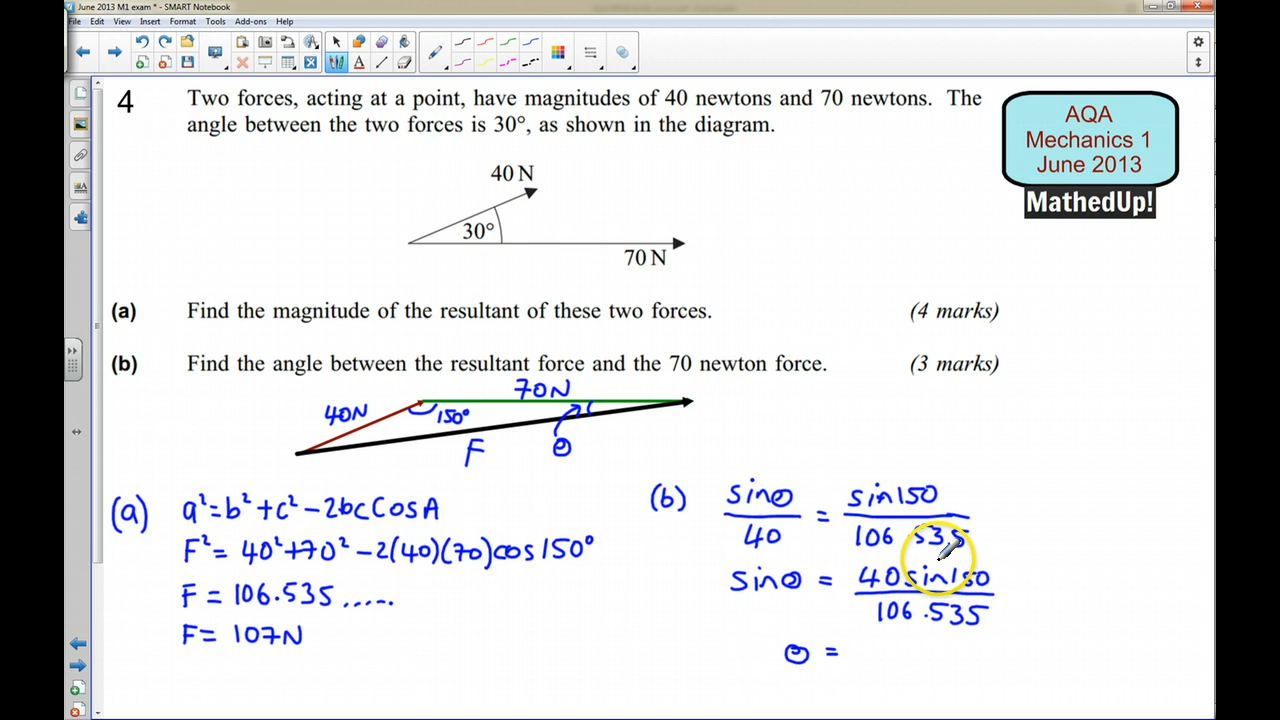 June 2013 M1 exam * - SMART Notebook
File Edit View Insert Format Tools Add-ons Help
4 Two forces, acting at a point, have magnitudes of 40 newtons and 70 newtons. The
angle between the two forces is 30°, as shown in the diagram.
AQA
Mechanics 1
June 2013
MathedUp!
40 N
30°
70 N
(a) Find the magnitude of the resultant of these two forces. (4 marks)
(b) Find the angle between the resultant force and the 70 newton force. (3 marks)
70N
40N
150°
F
θ
(a) a² = b² + c² - 2bc Cos A
F² = 40² + 70² - 2(40)(70) cos 150°
F = 106.535 .....
F = 107N
(b) sinθ/40 = sin150/106.535
sinθ = 40sin150/106.535
θ =